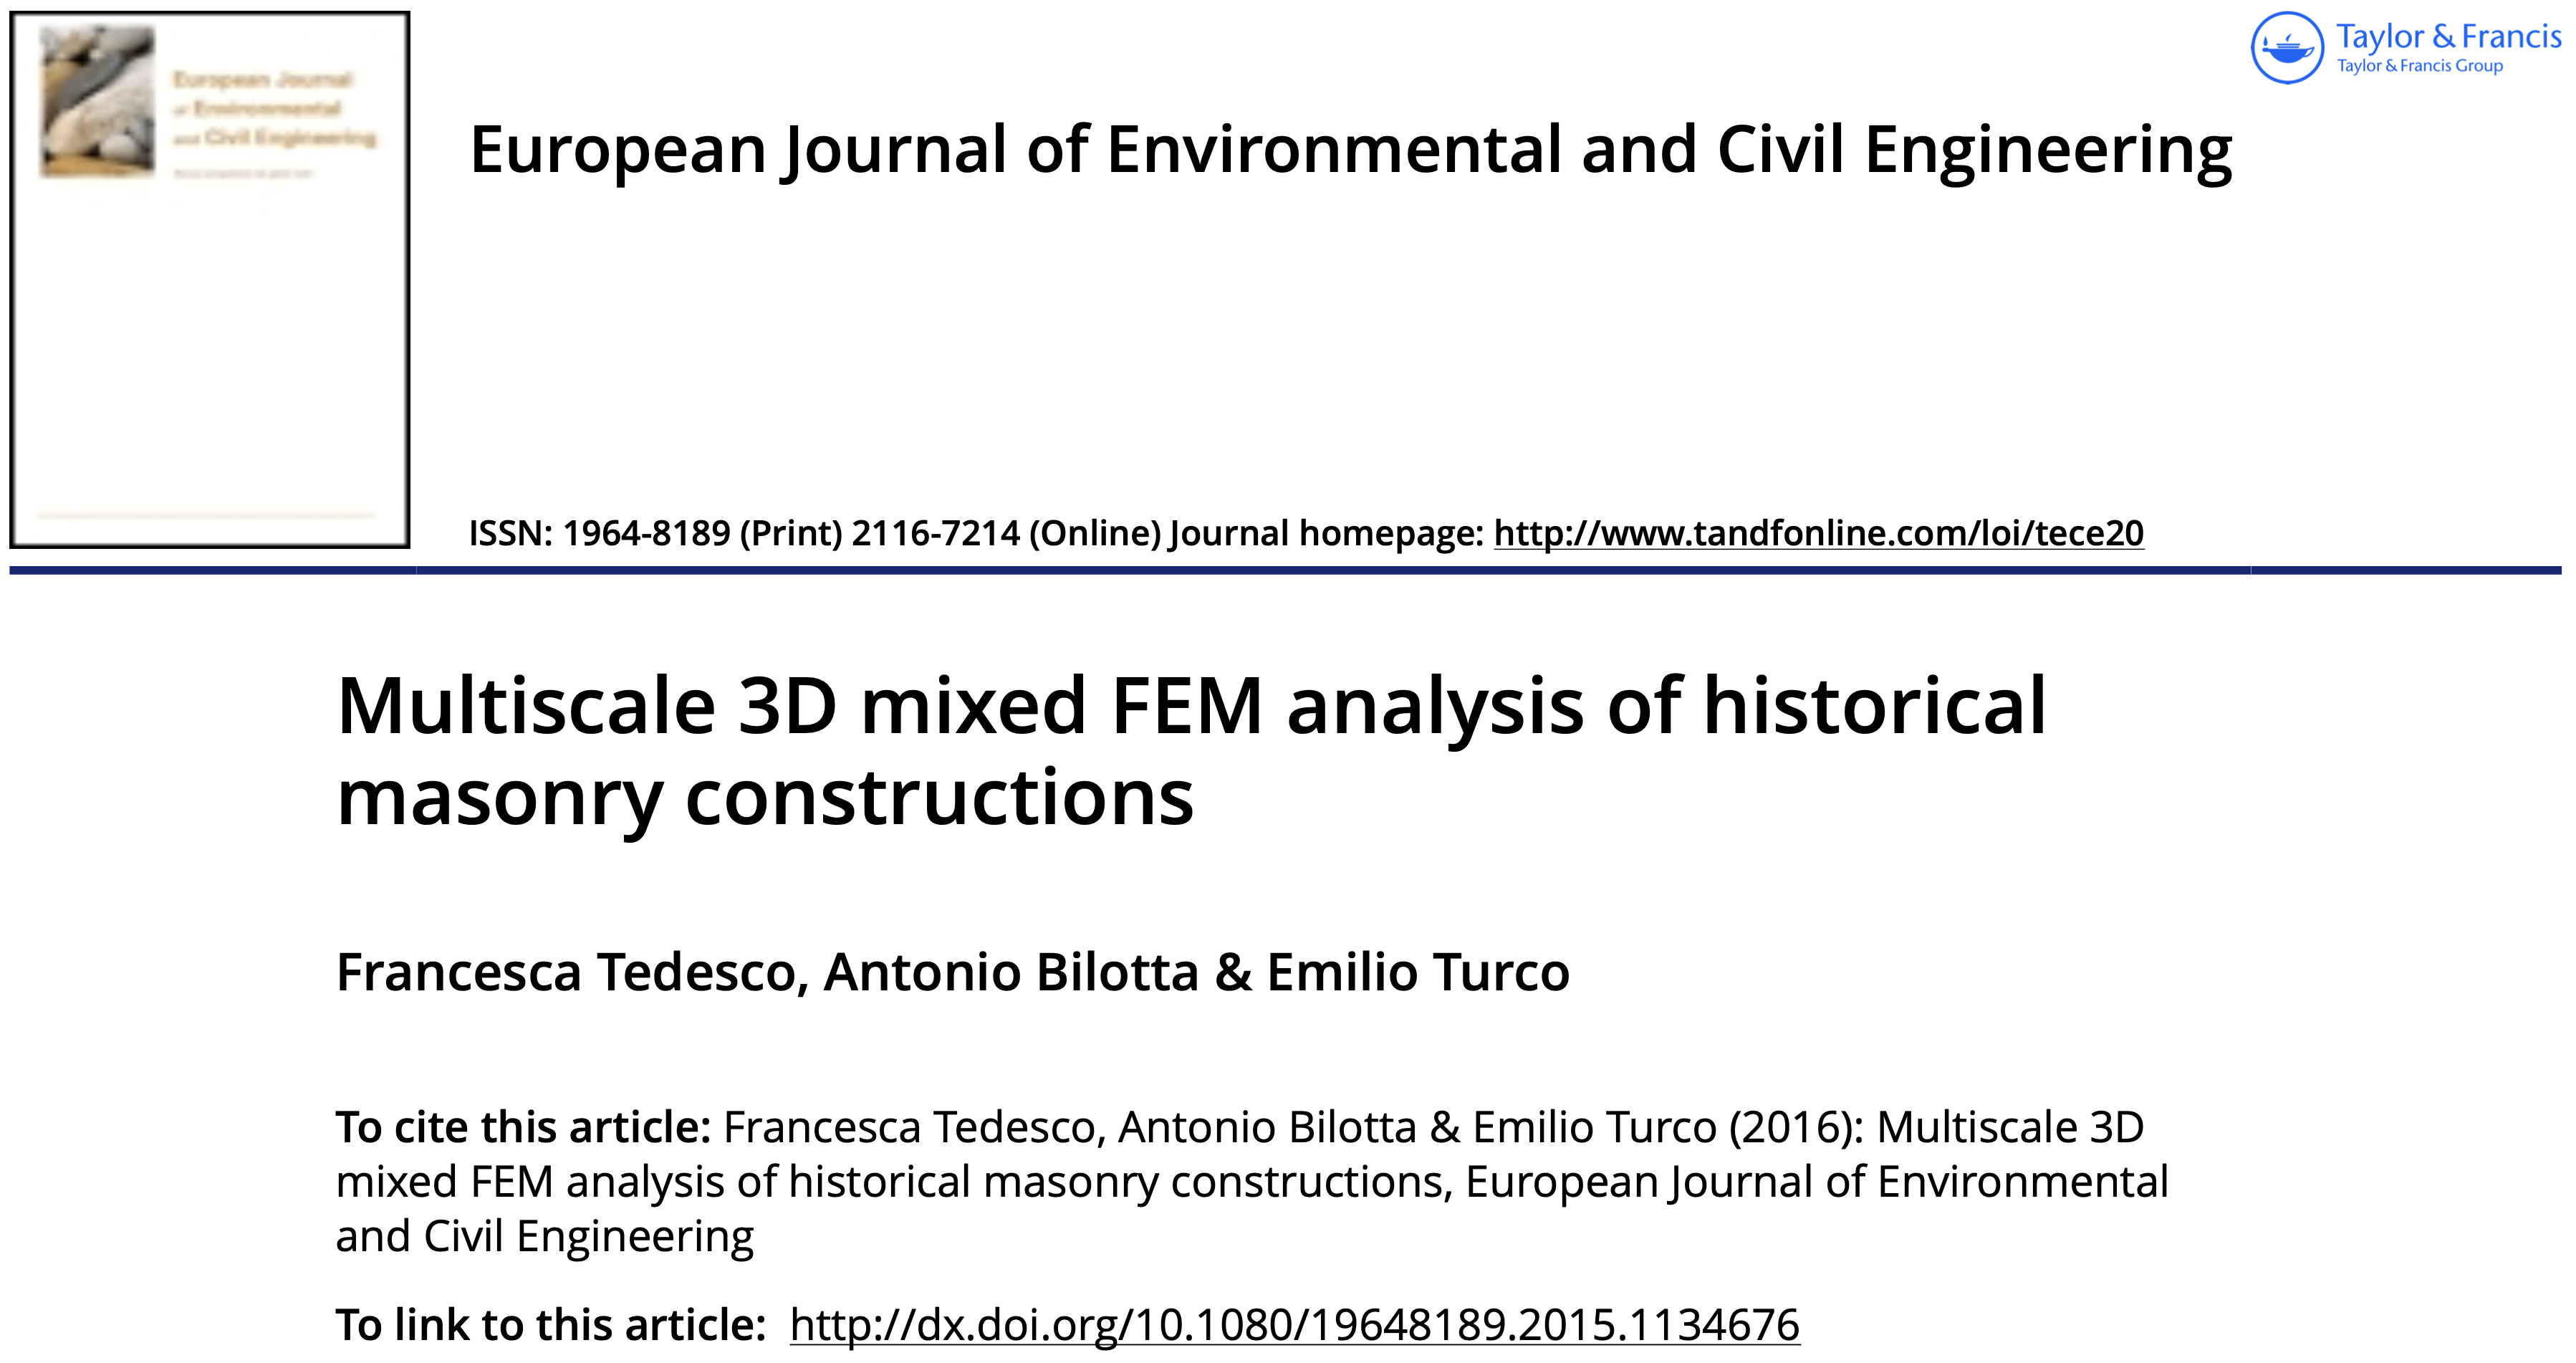 European Journal
of Environmental
and Civil Engineering
Taylor & Francis
Taylor & Francis Group
European Journal of Environmental and Civil Engineering
ISSN: 1964-8189 (Print) 2116-7214 (Online) Journal homepage: http://www.tandfonline.com/loi/tece20
Multiscale 3D mixed FEM analysis of historical
masonry constructions
Francesca Tedesco, Antonio Bilotta & Emilio Turco
To cite this article: Francesca Tedesco, Antonio Bilotta & Emilio Turco (2016): Multiscale 3D
mixed FEM analysis of historical masonry constructions, European Journal of Environmental
and Civil Engineering
To link to this article: http://dx.doi.org/10.1080/19648189.2015.1134676